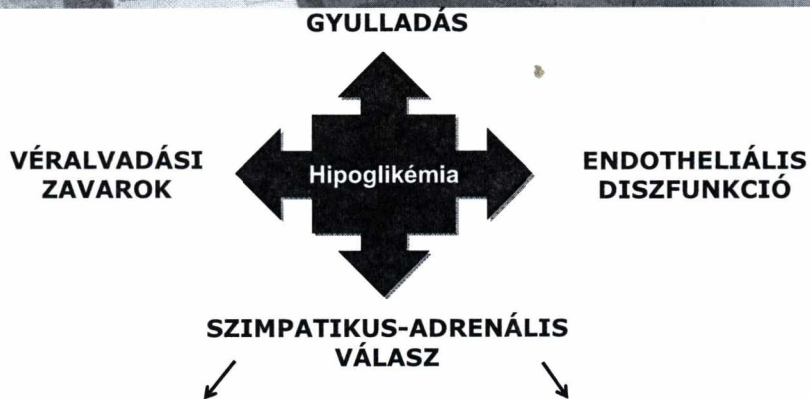 GYULLADÁS
VÉRALVADÁSI
ZAVAROK
Hipoglikémia
ENDOTHELIÁLIS
DISZFUNKCIÓ
SZIMPATIKUS-ADRENÁLIS
VÁLASZ